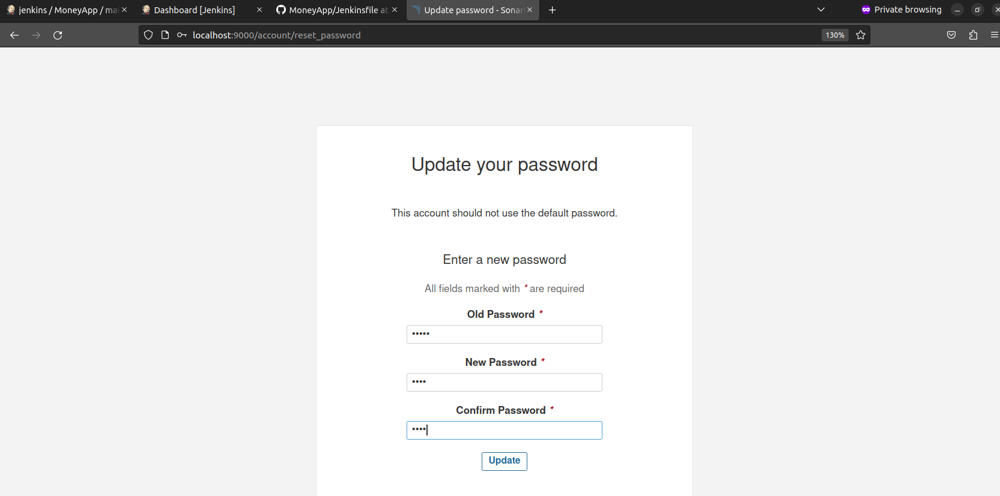 jenkins / MoneyApp / mai
Dashboard [Jenkins]
MoneyApp/Jenkinsfile at
Update password - Sonar
Private browsing
localhost:9000/account/reset_password
130%
Update your password
This account should not use the default password.
Enter a new password
All fields marked with * are required
Old Password *
•••••
New Password *
••••
Confirm Password *
••••
Update